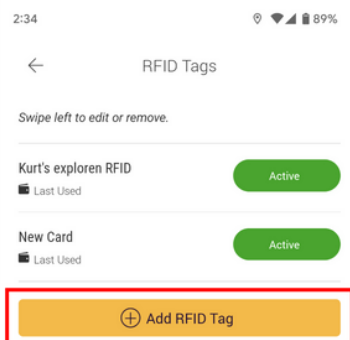 2:34 89%
RFID Tags
Swipe left to edit or remove.
Kurt's exploren RFID
Active
Last Used
New Card
Active
Last Used
Add RFID Tag